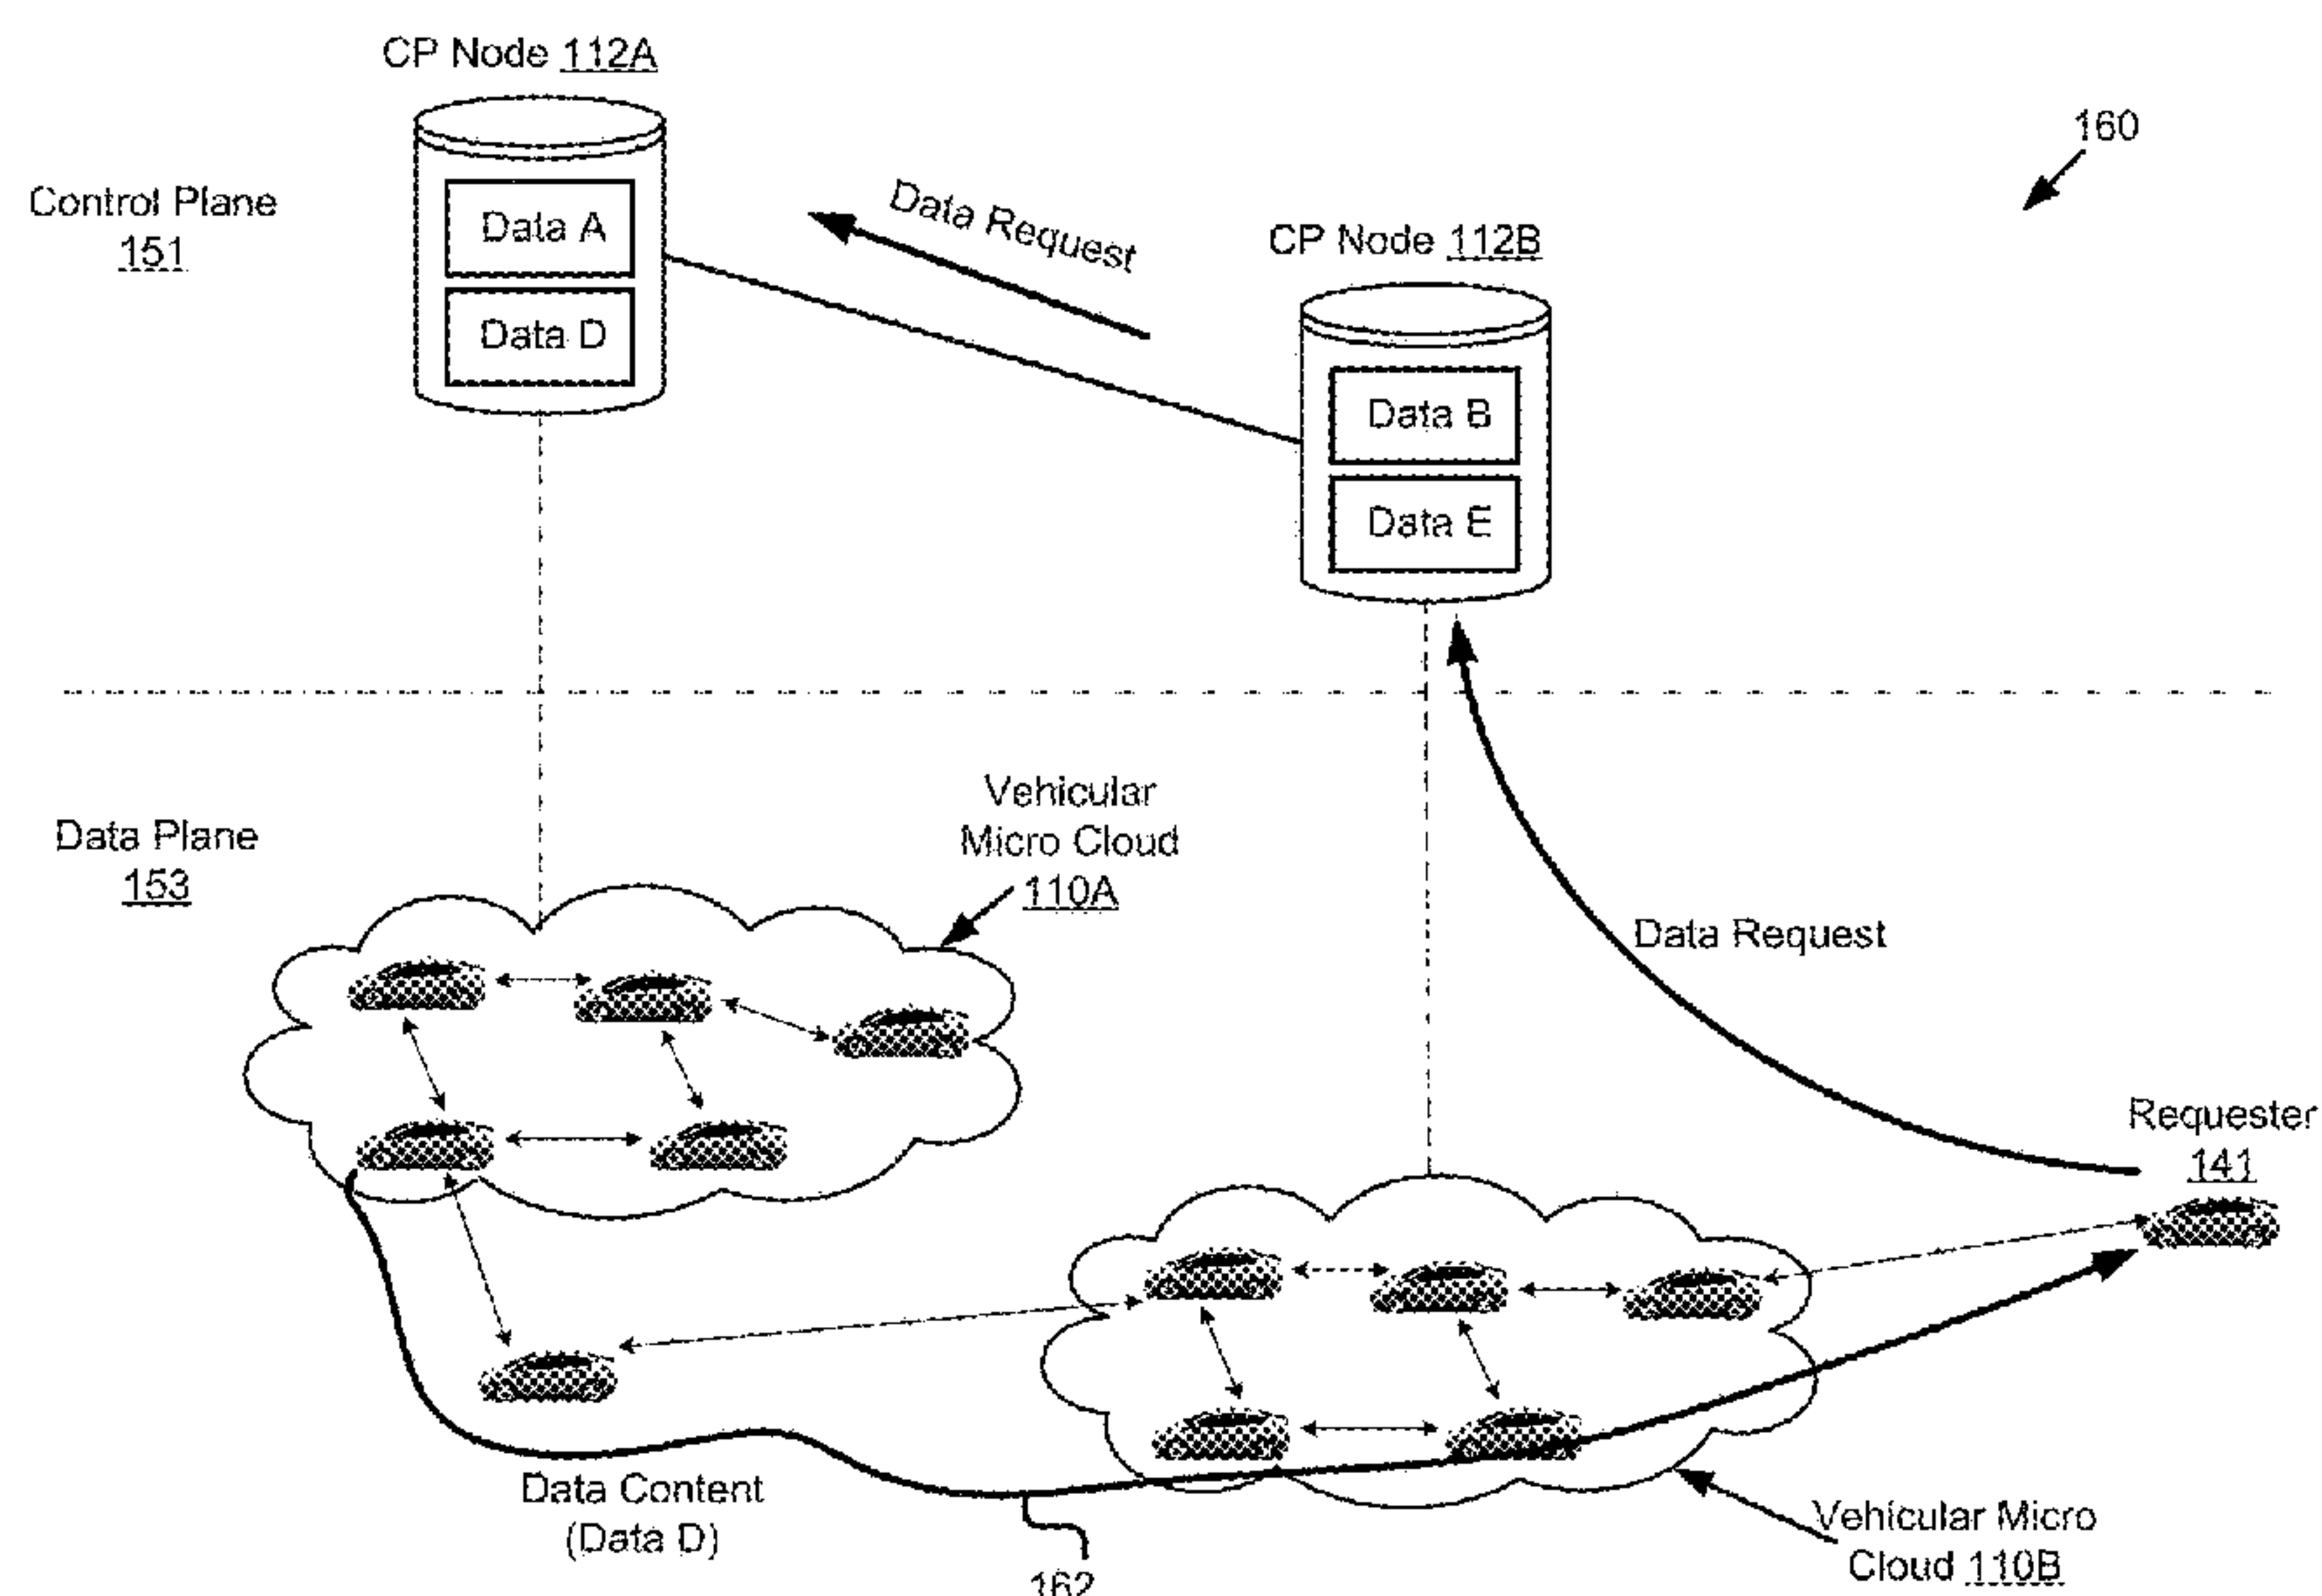 CP Node 112A
160
Control Plane
151
Data A
Data D
Data Request
CP Node 112B
Data B
Data E
Vehicular
Micro Cloud
110A
Data Plane
153
Data Request
Requester
141
Data Content
(Data D)
162
Vehicular Micro
Cloud 110B